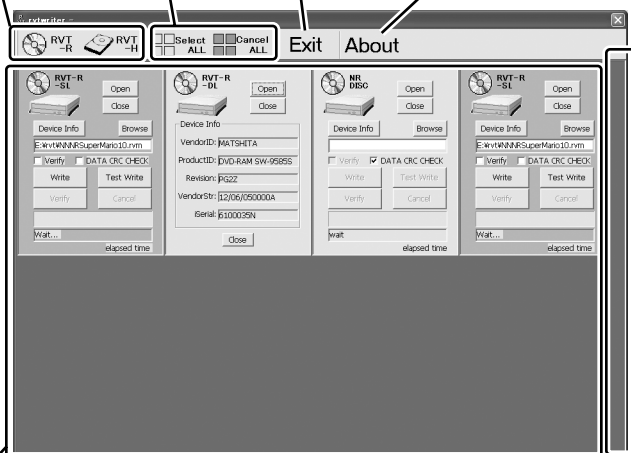 rvtwriter -
RVT -R
RVT -H
Select ALL
Cancel ALL
Exit
About
RVT-R -SL
Open
Close
Device Info
Browse
E:¥rvt¥NNNRSuperMario10.rvm
Verify
DATA CRC CHECK
Write
Test Write
Verify
Cancel
Wait...
elapsed time
RVT-R -DL
Open
Close
Device Info
VendorID: MATSHITA
ProductID: DVD-RAM SW-9585S
Revision: PG2Z
VendorStr: 12/06/050000A
iSerial: 6100035N
Close
NR DISC
Open
Close
Device Info
Browse
Verify
DATA CRC CHECK
Write
Test Write
Verify
Cancel
wait
elapsed time
RVT-R -SL
Open
Close
Device Info
Browse
E:¥rvt¥NNNRSuperMario10.rvm
Verify
DATA CRC CHECK
Write
Test Write
Verify
Cancel
Wait...
elapsed time